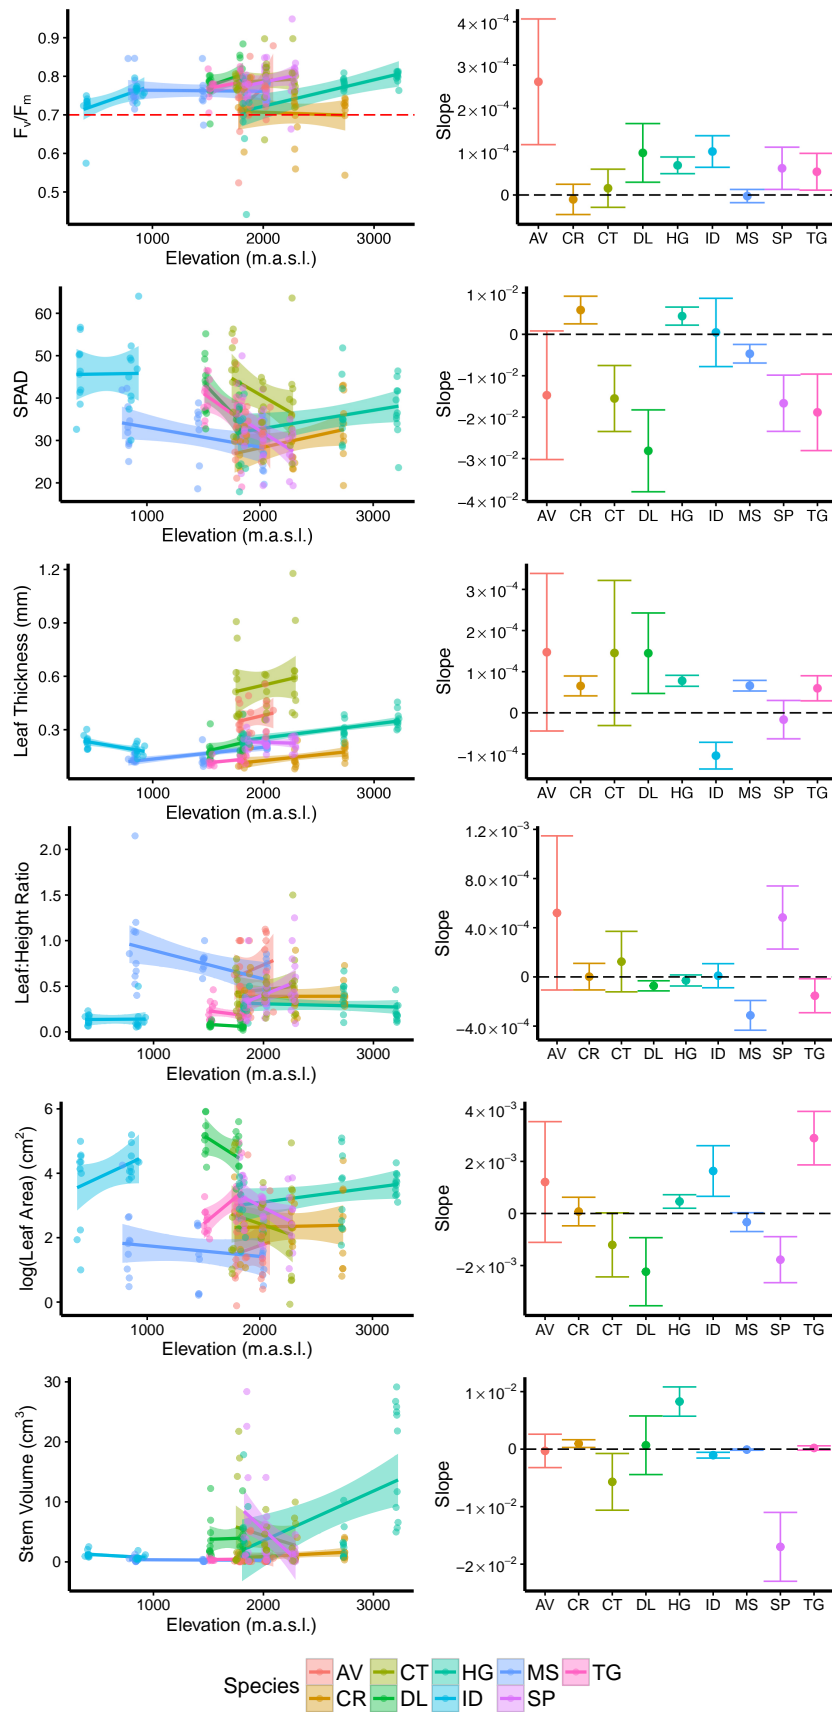 0.9
0.8
0.7
0.6
0.5
Fv/Fm
1000 2000 3000
Elevation (m.a.s.l.)
4×10⁻⁴
3×10⁻⁴
2×10⁻⁴
1×10⁻⁴
0
Slope
AV CR CT DL HG ID MS SP TG
60
50
40
30
20
SPAD
1000 2000 3000
Elevation (m.a.s.l.)
1×10⁻²
0
−1×10⁻²
−2×10⁻²
−3×10⁻²
−4×10⁻²
Slope
AV CR CT DL HG ID MS SP TG
1.2
0.9
0.6
0.3
Leaf Thickness (mm)
1000 2000 3000
Elevation (m.a.s.l.)
3×10⁻⁴
2×10⁻⁴
1×10⁻⁴
0
−1×10⁻⁴
Slope
AV CR CT DL HG ID MS SP TG
2.0
1.5
1.0
0.5
0.0
Leaf:Height Ratio
1000 2000 3000
Elevation (m.a.s.l.)
1.2×10⁻³
8.0×10⁻⁴
4.0×10⁻⁴
0
−4.0×10⁻⁴
Slope
AV CR CT DL HG ID MS SP TG
6
4
2
0
log(Leaf Area) (cm²)
1000 2000 3000
Elevation (m.a.s.l.)
4×10⁻³
2×10⁻³
0
−2×10⁻³
Slope
AV CR CT DL HG ID MS SP TG
30
20
10
0
Stem Volume (cm³)
1000 2000 3000
Elevation (m.a.s.l.)
1×10⁻²
0
−1×10⁻²
−2×10⁻²
Slope
AV CR CT DL HG ID MS SP TG
Species AV CT HG MS TG
CR DL ID SP